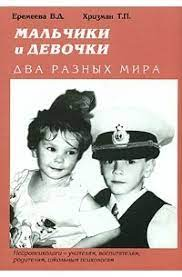 Еремеева В.Д.   Хризман Т.П.
МАЛЬЧИКИ и ДЕВОЧКИ
ДВА РАЗНЫХ МИРА
Нейропсихологи – учителям, воспитателям,
родителям, школьным психологам